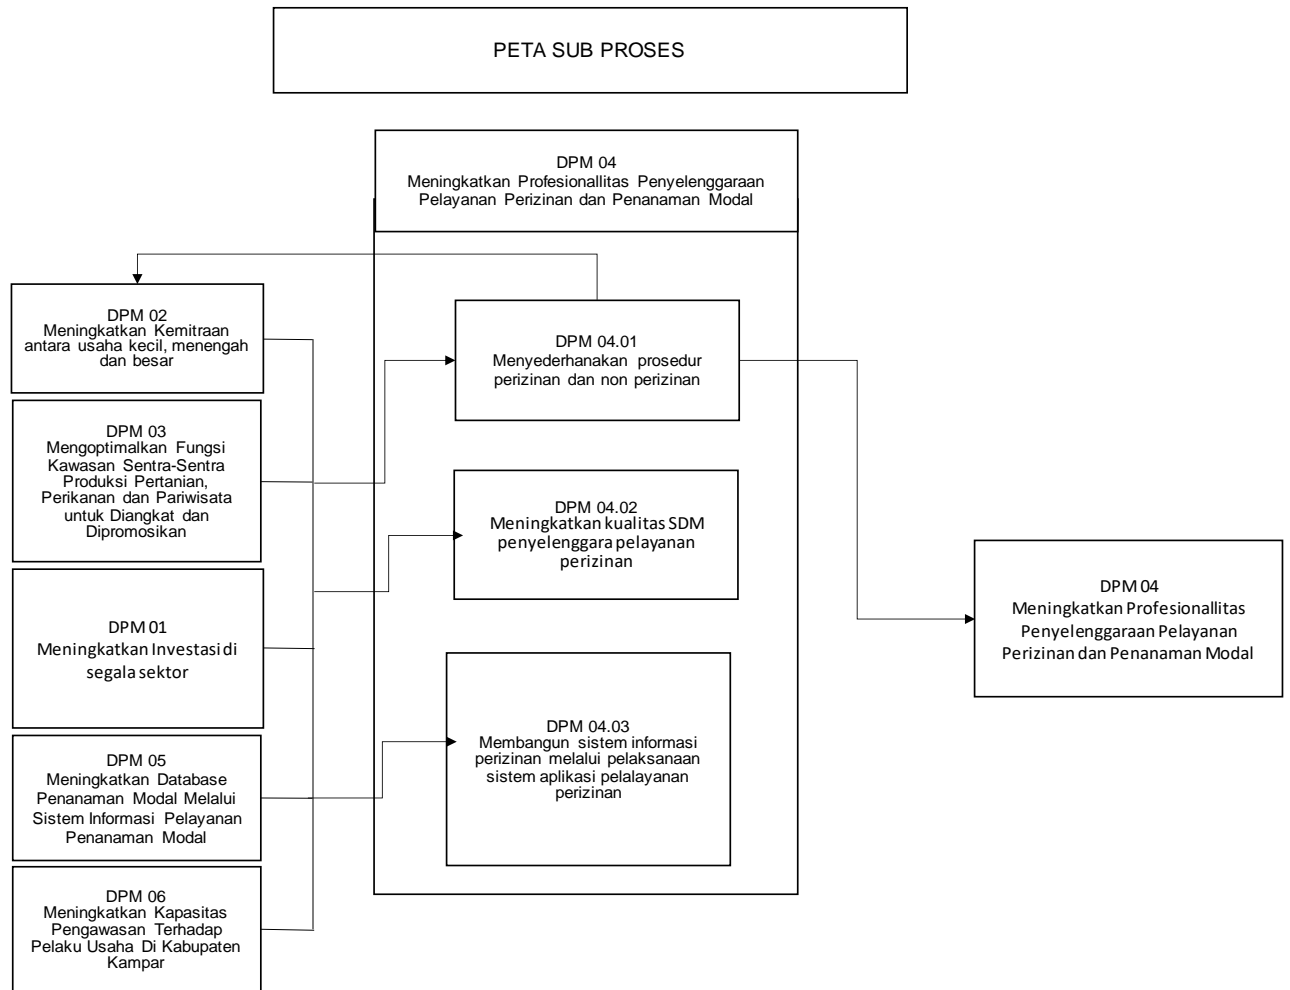 PETA SUB PROSES
DPM 04
Meningkatkan Profesionallitas Penyelenggaraan
Pelayanan Perizinan dan Penanaman Modal
DPM 02
Meningkatkan Kemitraan
antara usaha kecil, menengah
dan besar
DPM 03
Mengoptimalkan Fungsi
Kawasan Sentra-Sentra
Produksi Pertanian,
Perikanan dan Pariwisata
untuk Diangkat dan
Dipromosikan
DPM 01
Meningkatkan Investasi di
segala sektor
DPM 05
Meningkatkan Database
Penanaman Modal Melalui
Sistem Informasi Pelayanan
Penanaman Modal
DPM 06
Meningkatkan Kapasitas
Pengawasan Terhadap
Pelaku Usaha Di Kabupaten
Kampar
DPM 04.01
Menyederhanakan prosedur
perizinan dan non perizinan
DPM 04.02
Meningkatkan kualitas SDM
penyelenggara pelayanan
perizinan
DPM 04.03
Membangun sistem informasi
perizinan melalui pelaksanaan
sistem aplikasi pelalayanan
perizinan
DPM 04
Meningkatkan Profesionallitas
Penyelenggaraan Pelayanan
Perizinan dan Penanaman Modal